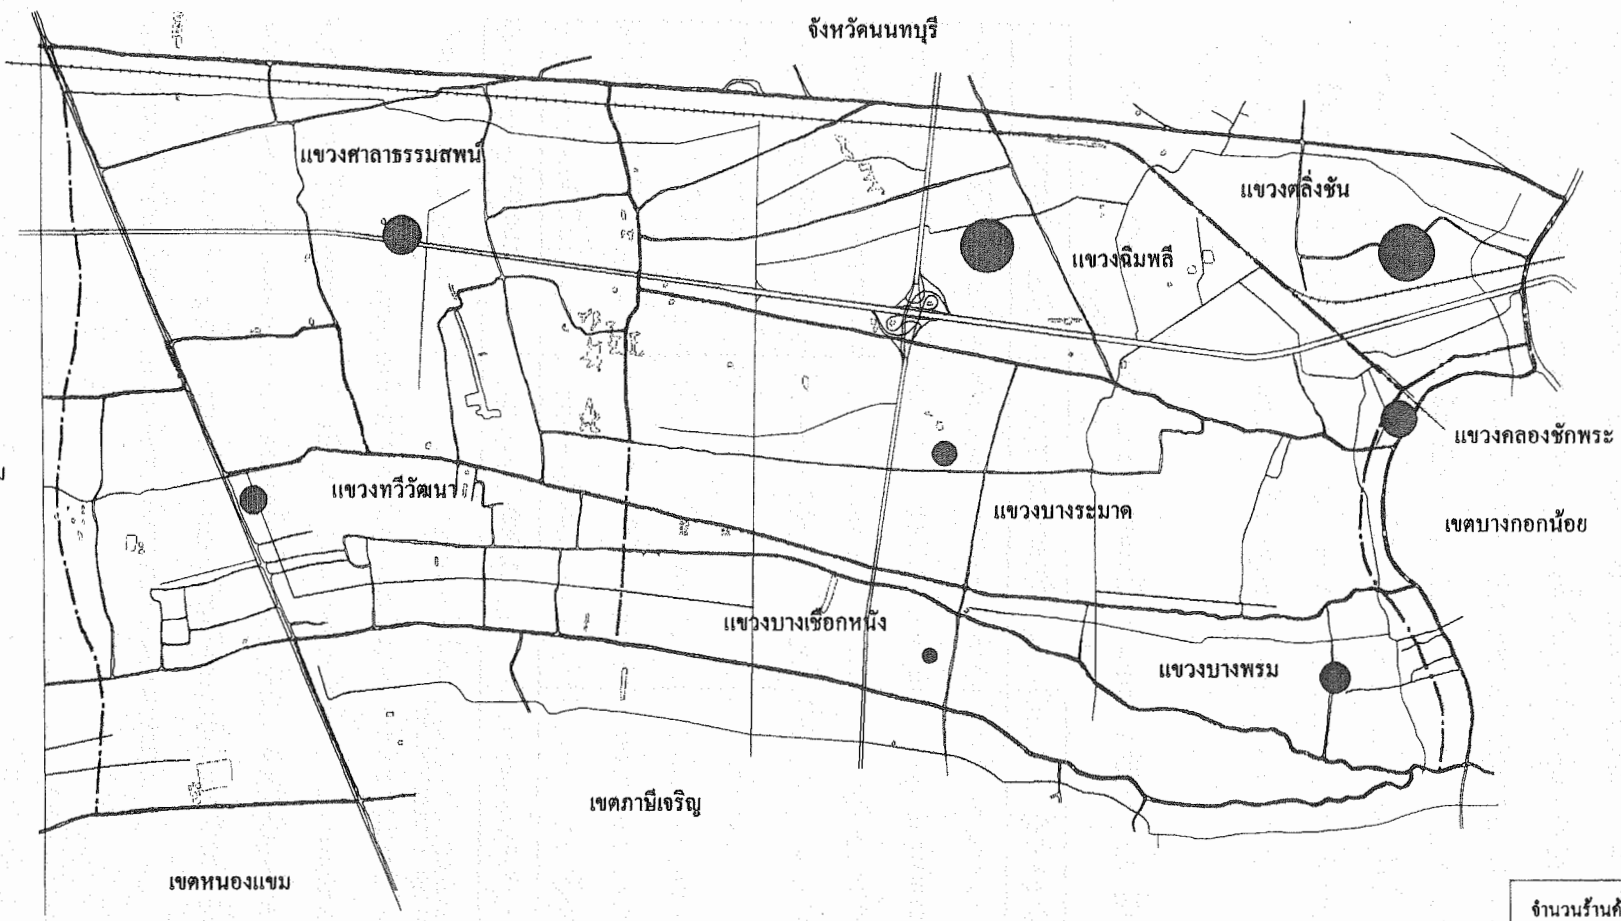 จังหวัดนนทบุรี
แขวงศาลาธรรมสพน์
แขวงตลิ่งชัน
แขวงฉิมพลี
แขวงคลองชักพระ
แขวงทวีวัฒนา
แขวงบางระมาด
เขตบางกอกน้อย
แขวงบางเชือกหนัง
แขวงบางพรม
เขตภาษีเจริญ
เขตหนองแขม